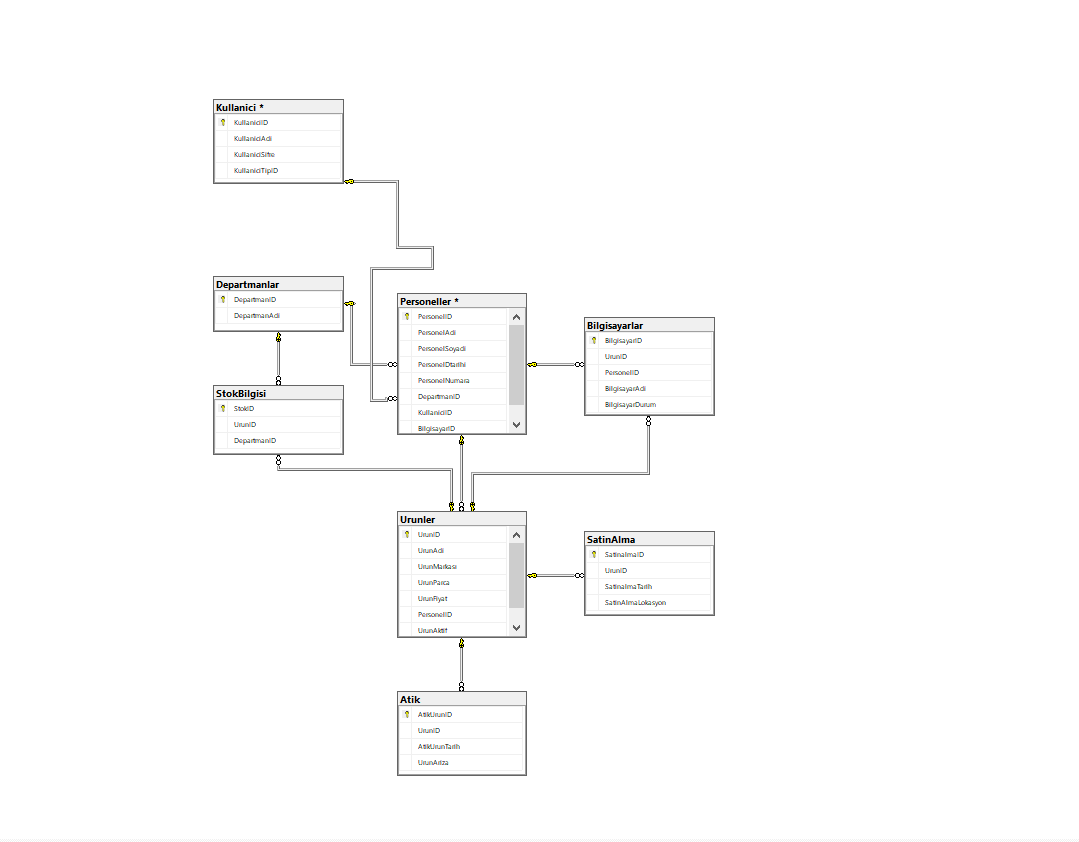 Kullanici *
KullaniciID
KullaniciAdi
KullaniciSifre
KullaniciTipID
Departmanlar
DepartmanID
DepartmanAdi
Personeller *
PersonelID
PersonelAdi
PersonelSoyadi
PersonelDtarihi
PersonelNumara
DepartmanID
KullaniciID
BilgisayarID
Bilgisayarlar
BilgisayarID
UrunID
PersonelID
BilgisayarAdi
BilgisayarDurum
StokBilgisi
StokID
UrunID
DepartmanID
Urunler
UrunID
UrunAdi
UrunMarkası
UrunParca
UrunFiyat
PersonelID
UrunAktif
SatinAlma
SatinalmaID
UrunID
SatinalmaTarih
SatinAlmaLokasyon
Atik
AtikUrunID
UrunID
AtikUrunTarih
UrunAriza